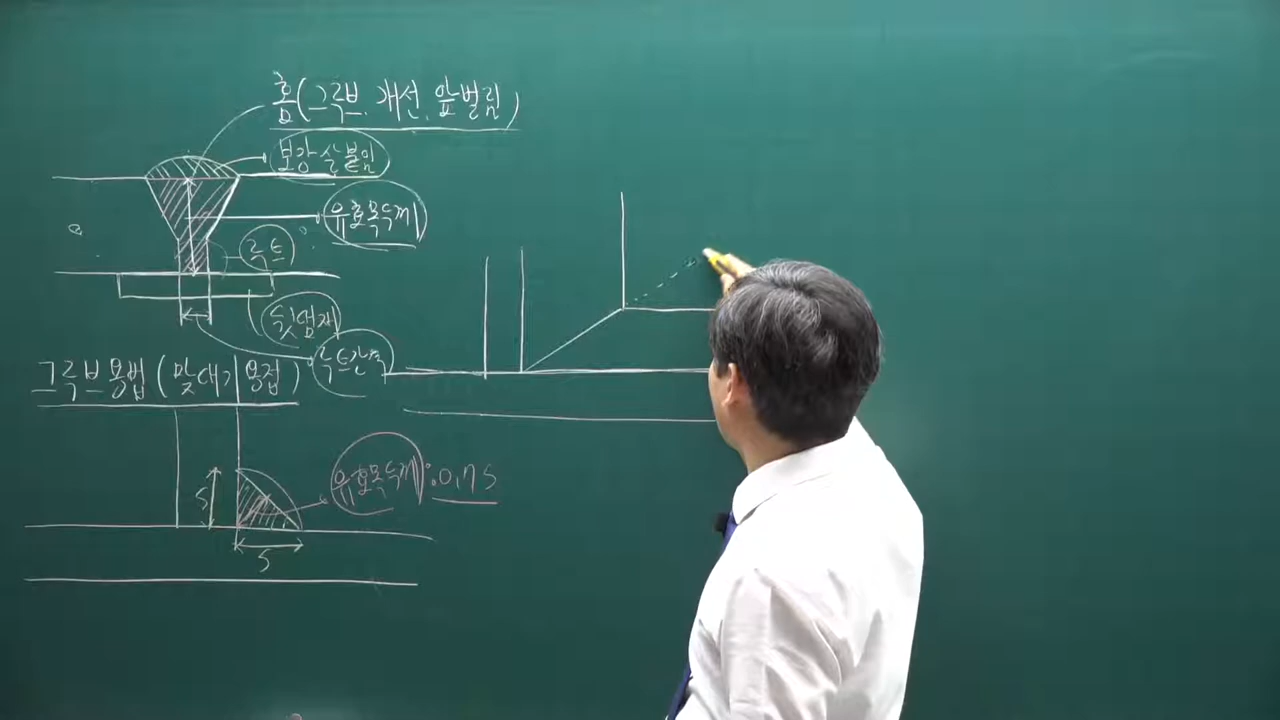 홈(그루브, 개선, 앞벌림)
보강살붙임
유효목두께
루트
뒷댐재
루트간격
그루브용법(맞대기용접)
S
유효목두께:0.7S
S